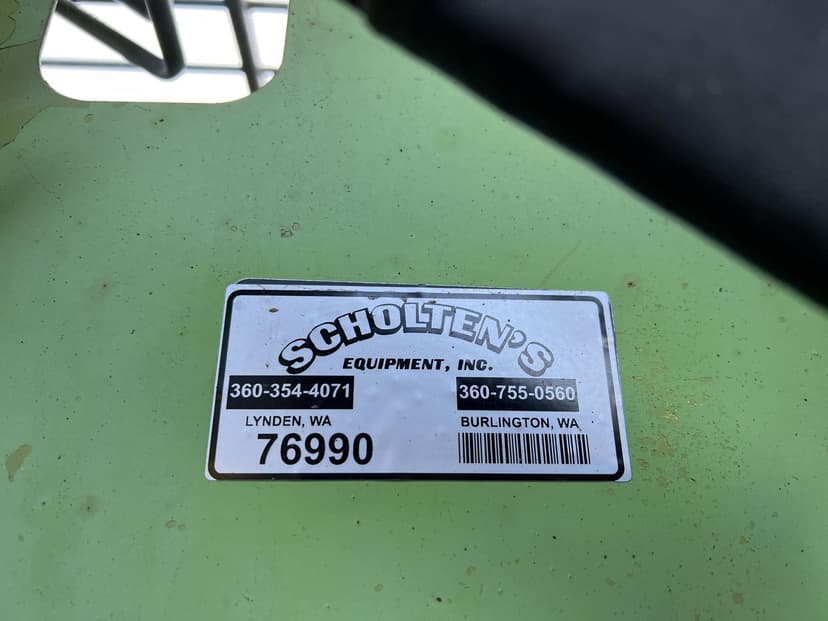 SCHOLTEN'S
EQUIPMENT, INC.
360-354-4071 360-755-0560
LYNDEN, WA BURLINGTON, WA
76990